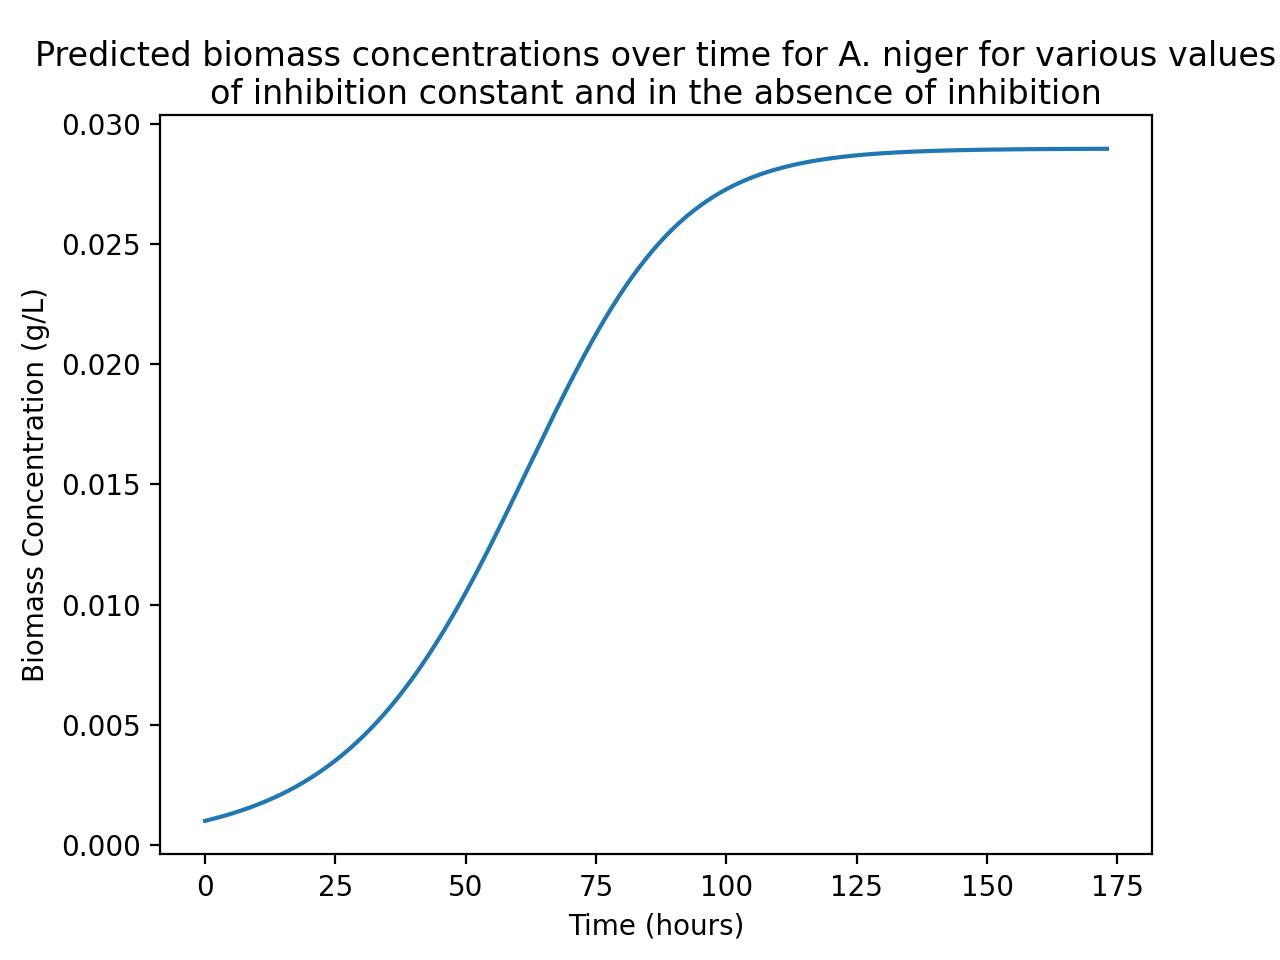 Predicted biomass concentrations over time for A. niger for various values
of inhibition constant and in the absence of inhibition
0.030
0.025
0.020
0.015
0.010
0.005
0.000
Biomass Concentration (g/L)
0 25 50 75 100 125 150 175
Time (hours)